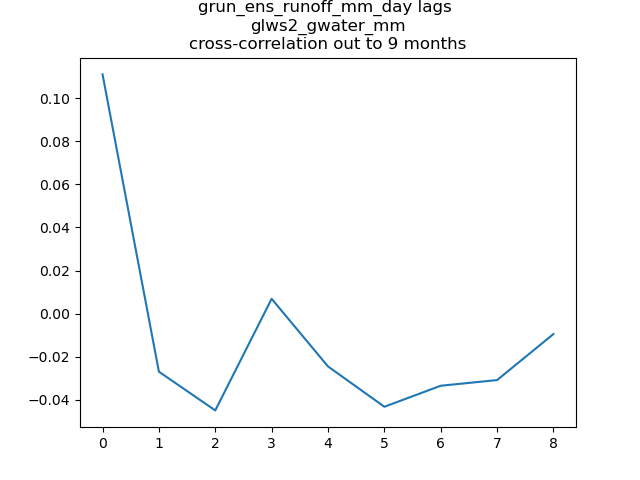 grun_ens_runoff_mm_day lags
glws2_gwater_mm
cross-correlation out to 9 months
0.10
0.08
0.06
0.04
0.02
0.00
−0.02
−0.04
0 1 2 3 4 5 6 7 8